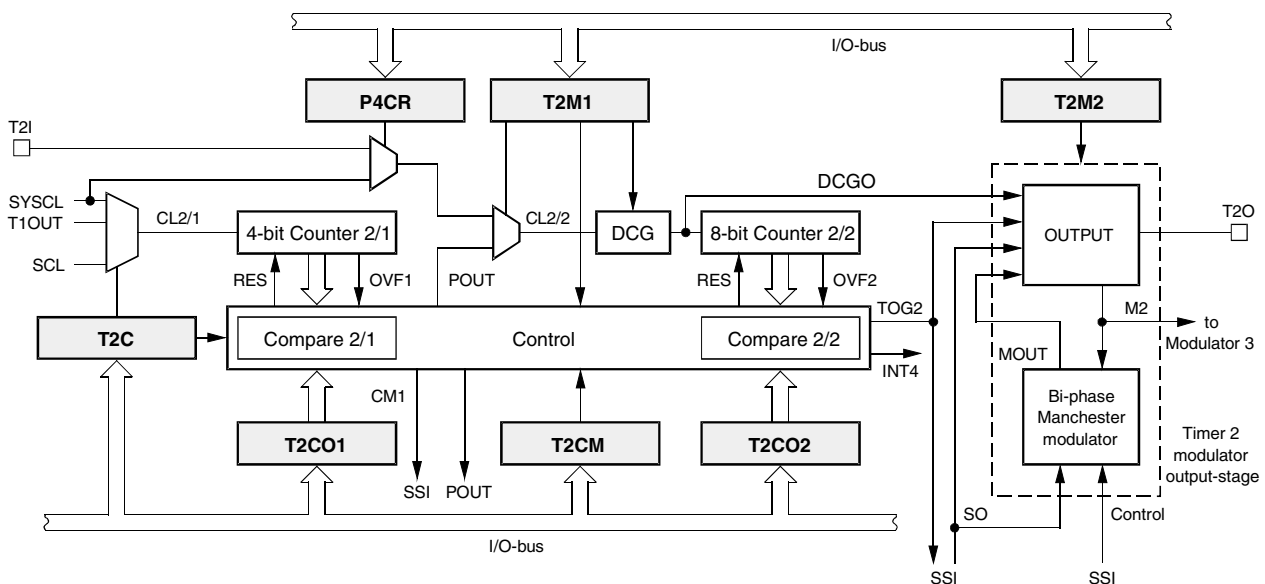 I/O-bus
P4CR
T2M1
T2M2
T2I
DCGO
SYSCL
T1OUT
SCL
CL2/1
4-bit Counter 2/1
CL2/2
DCG
8-bit Counter 2/2
OUTPUT
T2O
RES
OVF1
POUT
RES
OVF2
TOG2
M2
to
Modulator 3
T2C
Compare 2/1
Control
Compare 2/2
INT4
MOUT
CM1
Bi-phase
Manchester
modulator
T2CO1
T2CM
T2CO2
Timer 2
modulator
output-stage
SSI
POUT
SO
Control
I/O-bus
SSI
SSI